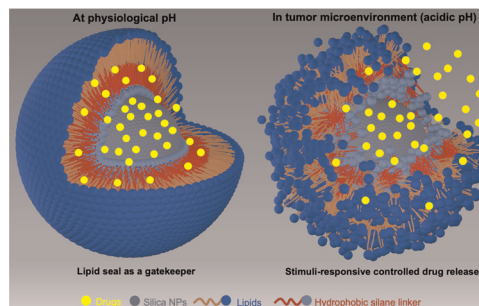 At physiological pH
In tumor microenvironment (acidic pH)
Lipid seal as a gatekeeper
Stimuli-responsive controlled drug release
Drugs
Silica NPs
Lipids
Hydrophobic silane linker